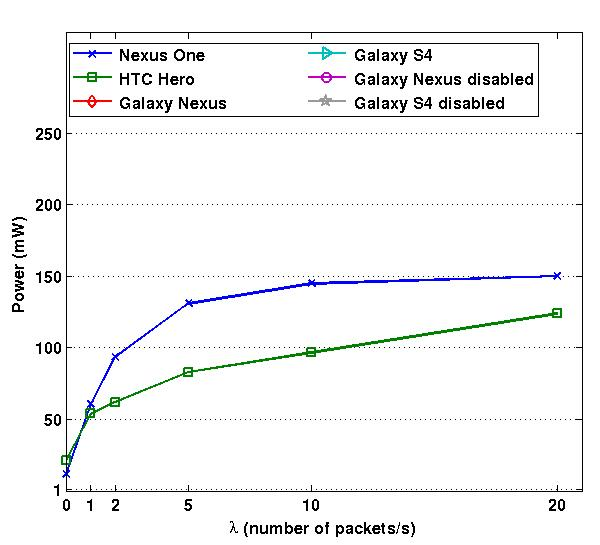 Nexus One
HTC Hero
Galaxy Nexus
Galaxy S4
Galaxy Nexus disabled
Galaxy S4 disabled
Power (mW)
250
200
150
100
50
1
0 1 2 5 10 20
λ (number of packets/s)